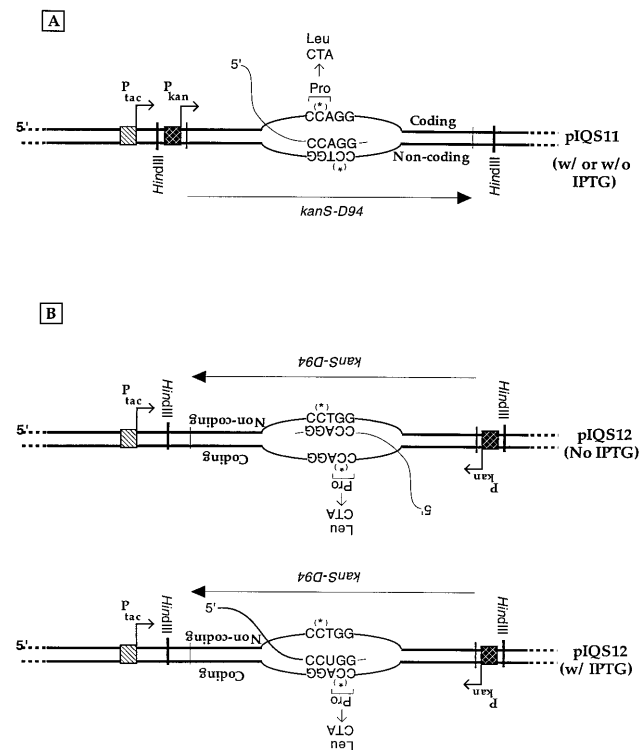 A
Leu
CTA
Pro
(*)
CCAGG
5'
P tac
P kan
5'
CCAGG
CCTGG
(*)
Coding
Non-coding
pIQS11
(w/ or w/o
IPTG)
HindIII
HindIII
kanS-D94
B
kanS-D94
P tac
HindIII
HindIII
Non-coding
(*)
CCTGG
CCAGG
5'
Coding
CCAGG
(*)
Pro
CTA
Leu
5'
P kan
pIQS12
(No IPTG)
kanS-D94
P tac
HindIII
5'
HindIII
Non-coding
(*)
CCTGG
5'
CCUGG
CCAGG
(*)
Coding
Pro
CTA
Leu
P kan
pIQS12
(w/ IPTG)